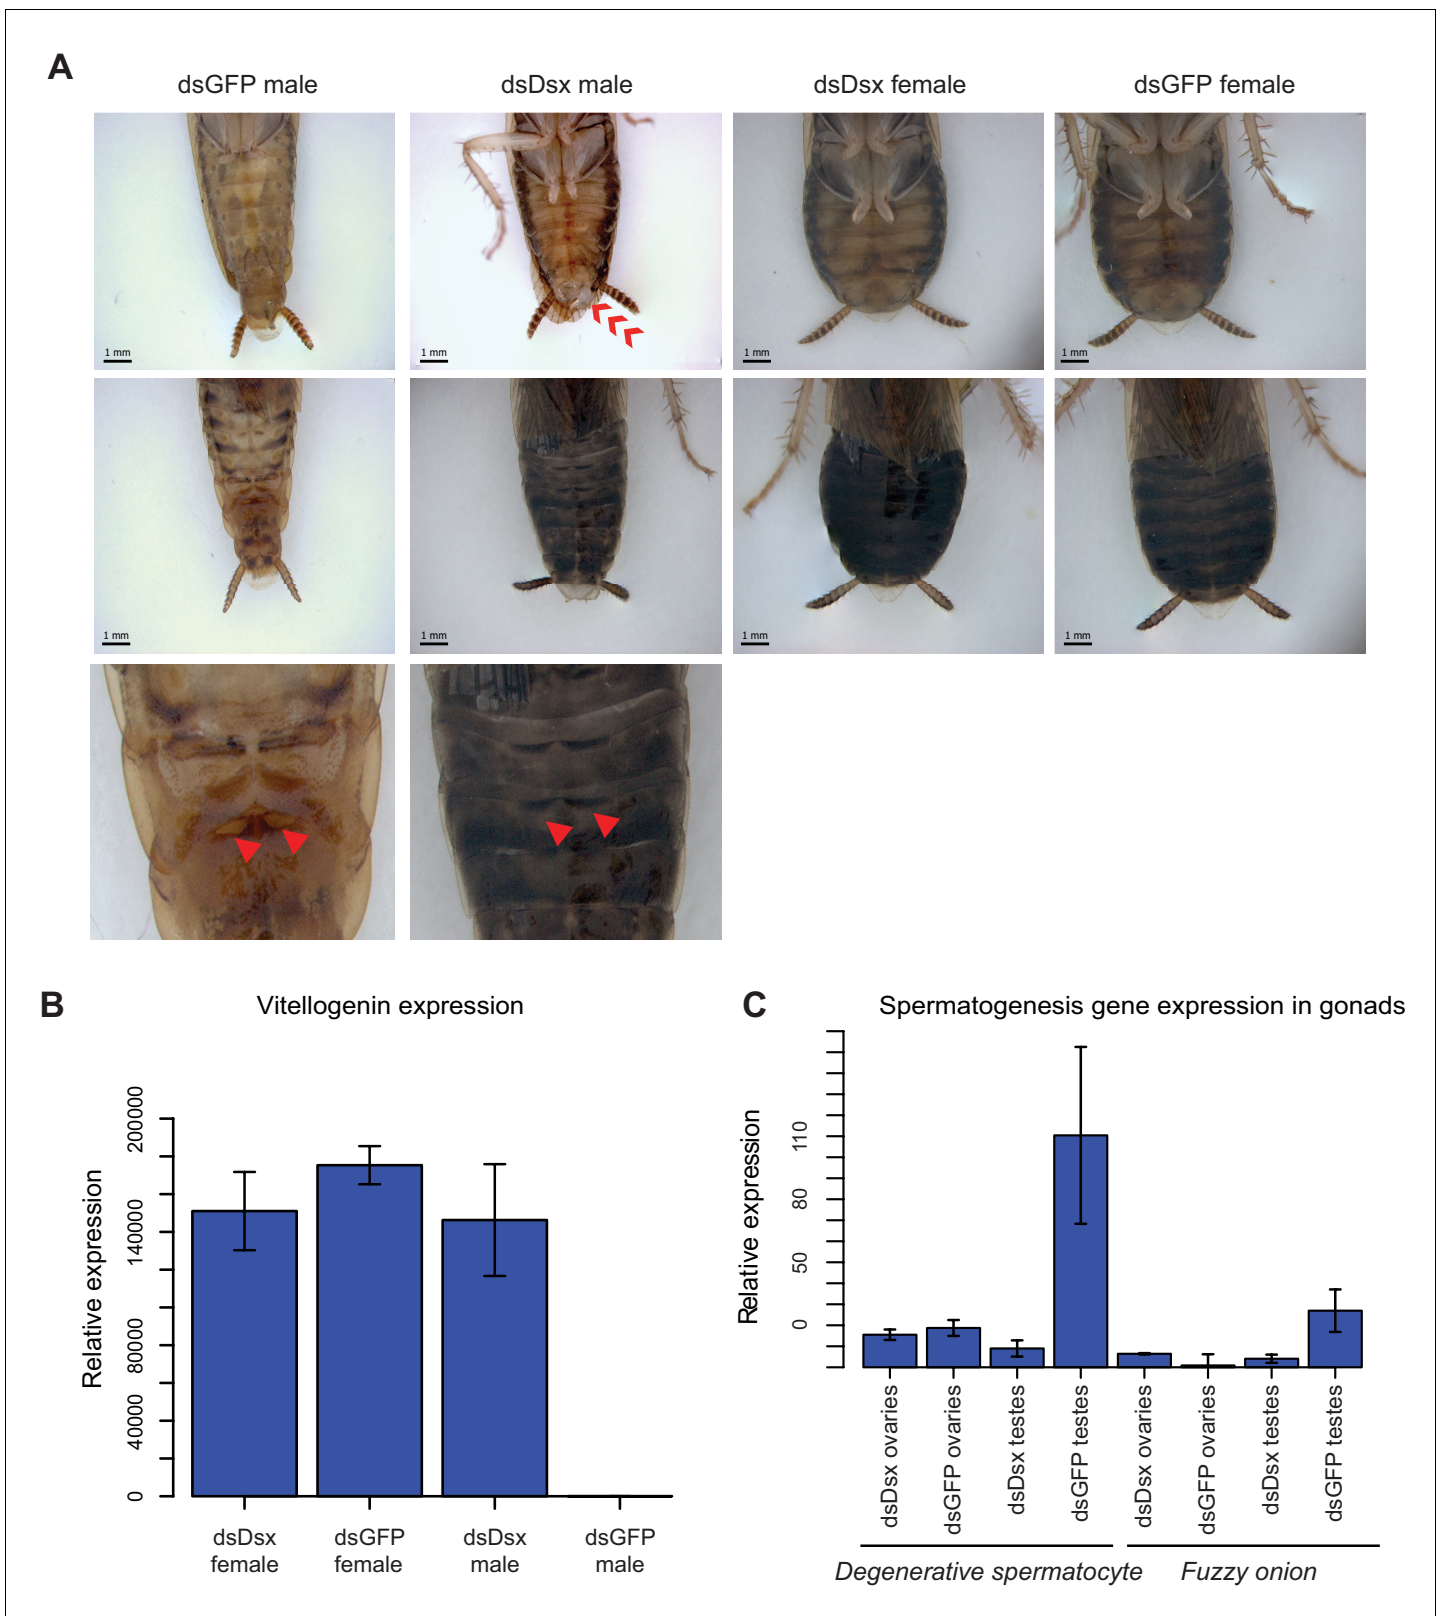 A
dsGFP male
dsDsx male
dsDsx female
dsGFP female
1 mm
1 mm
1 mm
1 mm
1 mm
1 mm
1 mm
1 mm
B
Vitellogenin expression
Relative expression
200000
140000
80000
40000
0
dsDsx
female
dsGFP
female
dsDsx
male
dsGFP
male
C
Spermatogenesis gene expression in gonads
Relative expression
110
80
50
0
dsDsx ovaries
dsGFP ovaries
dsDsx testes
dsGFP testes
dsDsx ovaries
dsGFP ovaries
dsDsx testes
dsGFP testes
Degenerative spermatocyte
Fuzzy onion